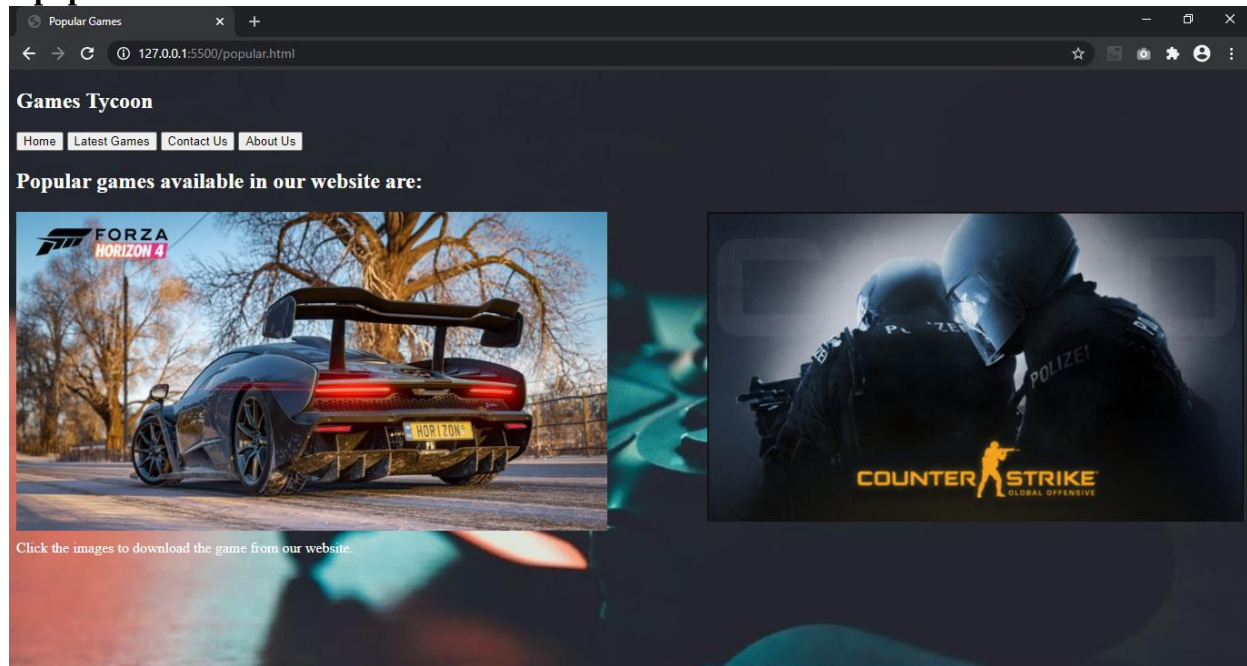 Popular Games
127.0.0.1:5500/popular.html
Games Tycoon
Home Latest Games Contact Us About Us
Popular games available in our website are:
FORZA
HORIZON 4
HORIZON
POLIZEI
COUNTER STRIKE
GLOBAL OFFENSIVE
Click the images to download the game from our website.